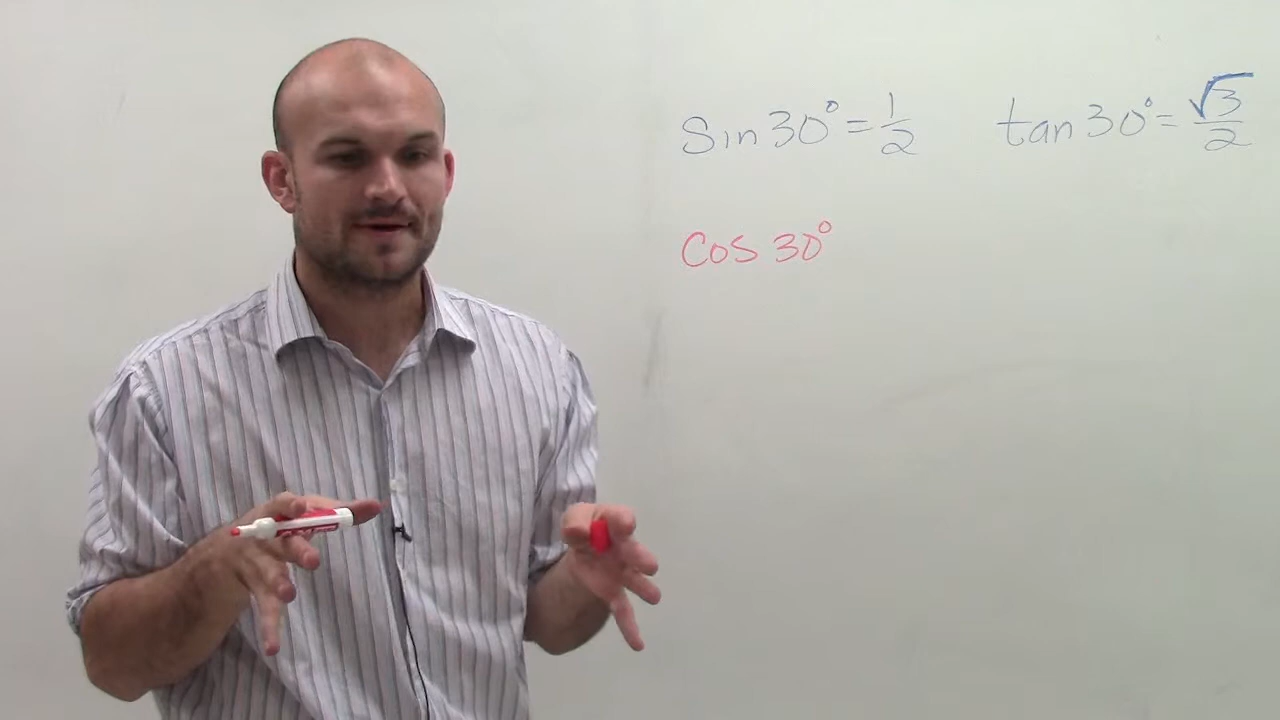 sin 30° = 1/2 tan 30° = √3/2
cos 30°